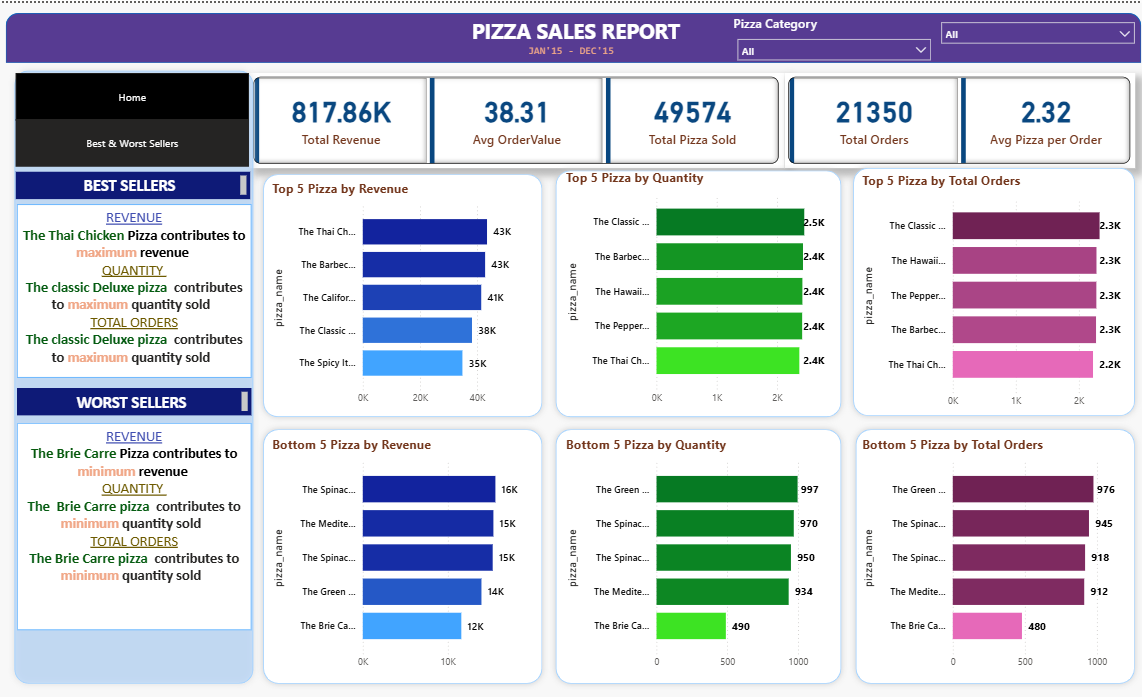 PIZZA SALES REPORT
JAN'15 - DEC'15
Pizza Category
All
All
Home
Best & Worst Sellers
817.86K
Total Revenue
38.31
Avg OrderValue
49574
Total Pizza Sold
21350
Total Orders
2.32
Avg Pizza per Order
BEST SELLERS
REVENUE
The Thai Chicken Pizza contributes to
maximum revenue
QUANTITY
The classic Deluxe pizza contributes
to maximum quantity sold
TOTAL ORDERS
The classic Deluxe pizza contributes
to maximum quantity sold
WORST SELLERS
REVENUE
The Brie Carre Pizza contributes to
minimum revenue
QUANTITY
The Brie Carre pizza contributes to
minimum quantity sold
TOTAL ORDERS
The Brie Carre pizza contributes to
minimum quantity sold
Top 5 Pizza by Revenue
pizza_name
The Thai Ch... 43K
The Barbec... 43K
The Califor... 41K
The Classic ... 38K
The Spicy It... 35K
0K 20K 40K
Top 5 Pizza by Quantity
pizza_name
The Classic ... 2.5K
The Barbec... 2.4K
The Hawaii... 2.4K
The Pepper... 2.4K
The Thai Ch... 2.4K
0K 1K 2K
Top 5 Pizza by Total Orders
pizza_name
The Classic ... 2.3K
The Hawaii... 2.3K
The Pepper... 2.3K
The Barbec... 2.3K
The Thai Ch... 2.2K
0K 1K 2K
Bottom 5 Pizza by Revenue
pizza_name
The Spinac... 16K
The Medite... 15K
The Spinac... 15K
The Green ... 14K
The Brie Ca... 12K
0K 10K
Bottom 5 Pizza by Quantity
pizza_name
The Green ... 997
The Spinac... 970
The Spinac... 950
The Medite... 934
The Brie Ca... 490
0 500 1000
Bottom 5 Pizza by Total Orders
pizza_name
The Green ... 976
The Spinac... 945
The Spinac... 918
The Medite... 912
The Brie Ca... 480
0 500 1000